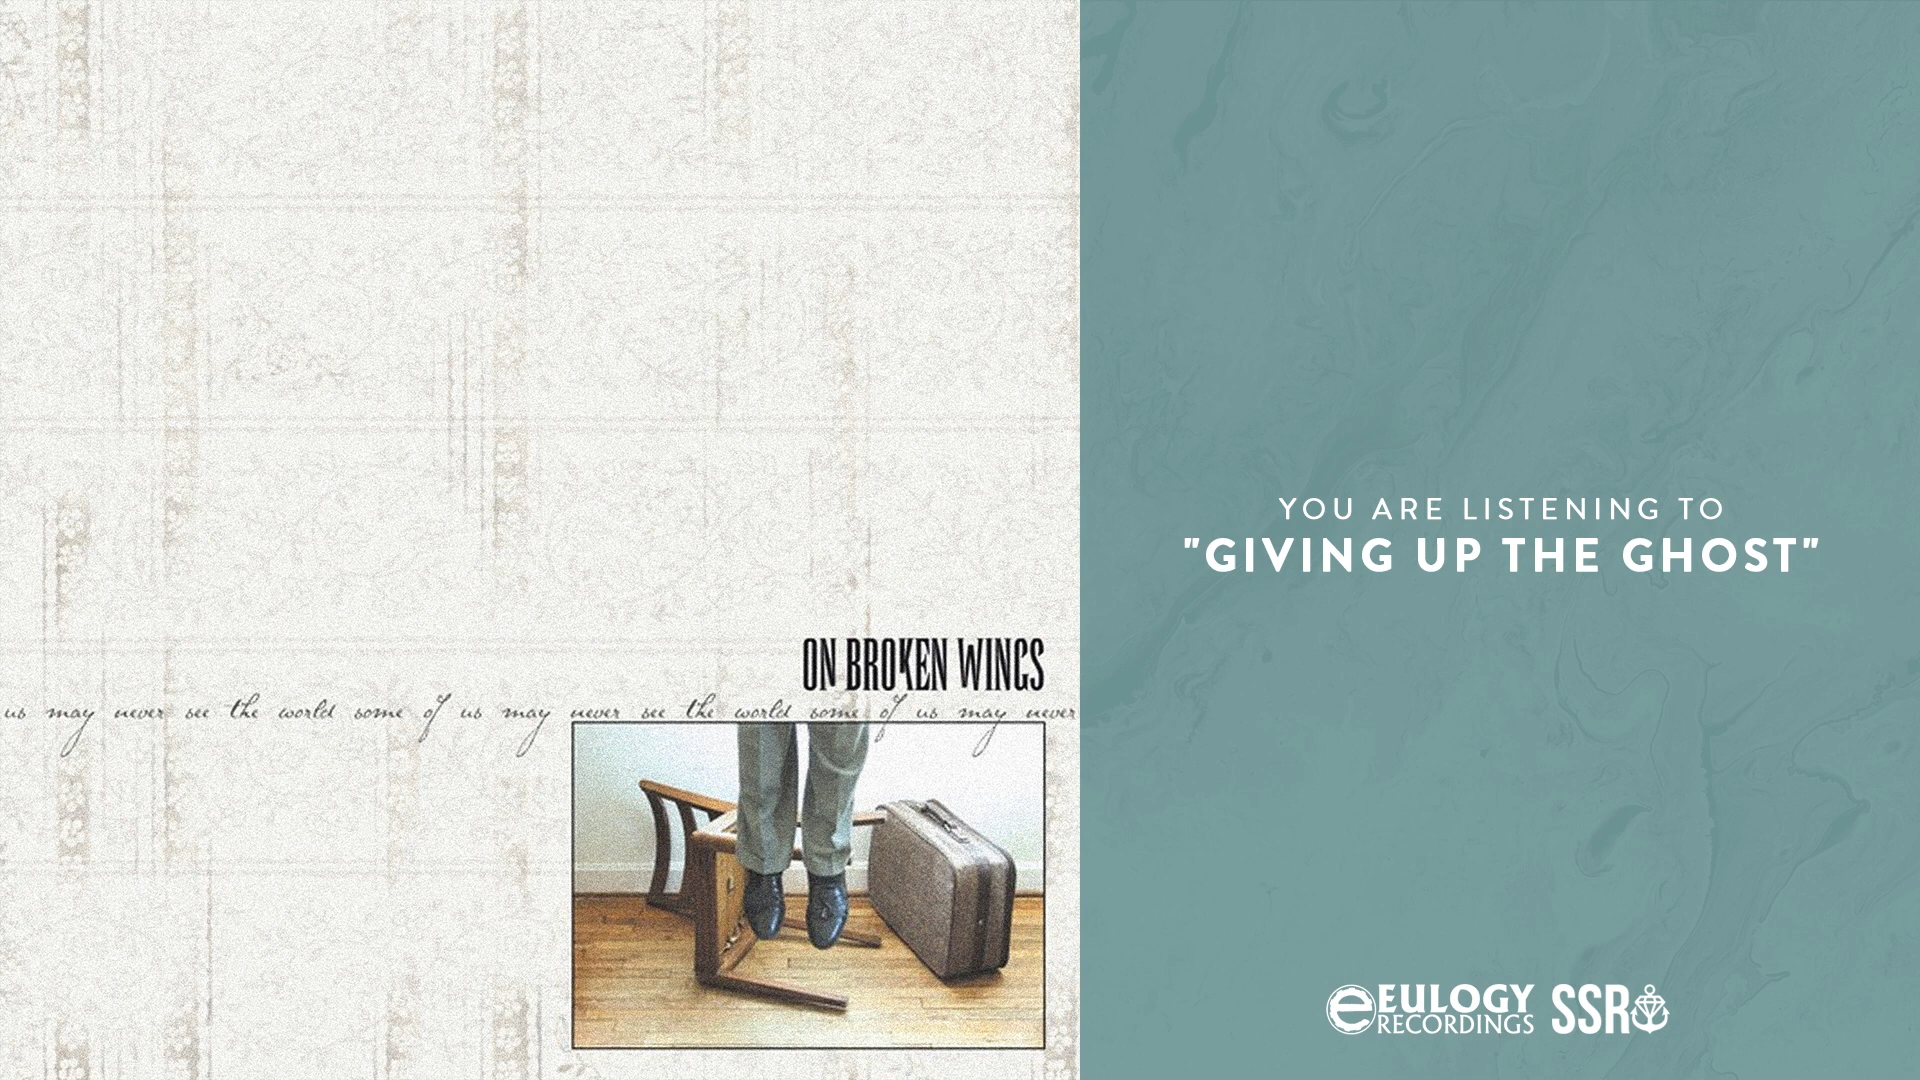 ON BROKEN WINGS
us may never see the world some of us may never see the world some of us may never
YOU ARE LISTENING TO
"GIVING UP THE GHOST"
e EULOGY
RECORDINGS
SSR